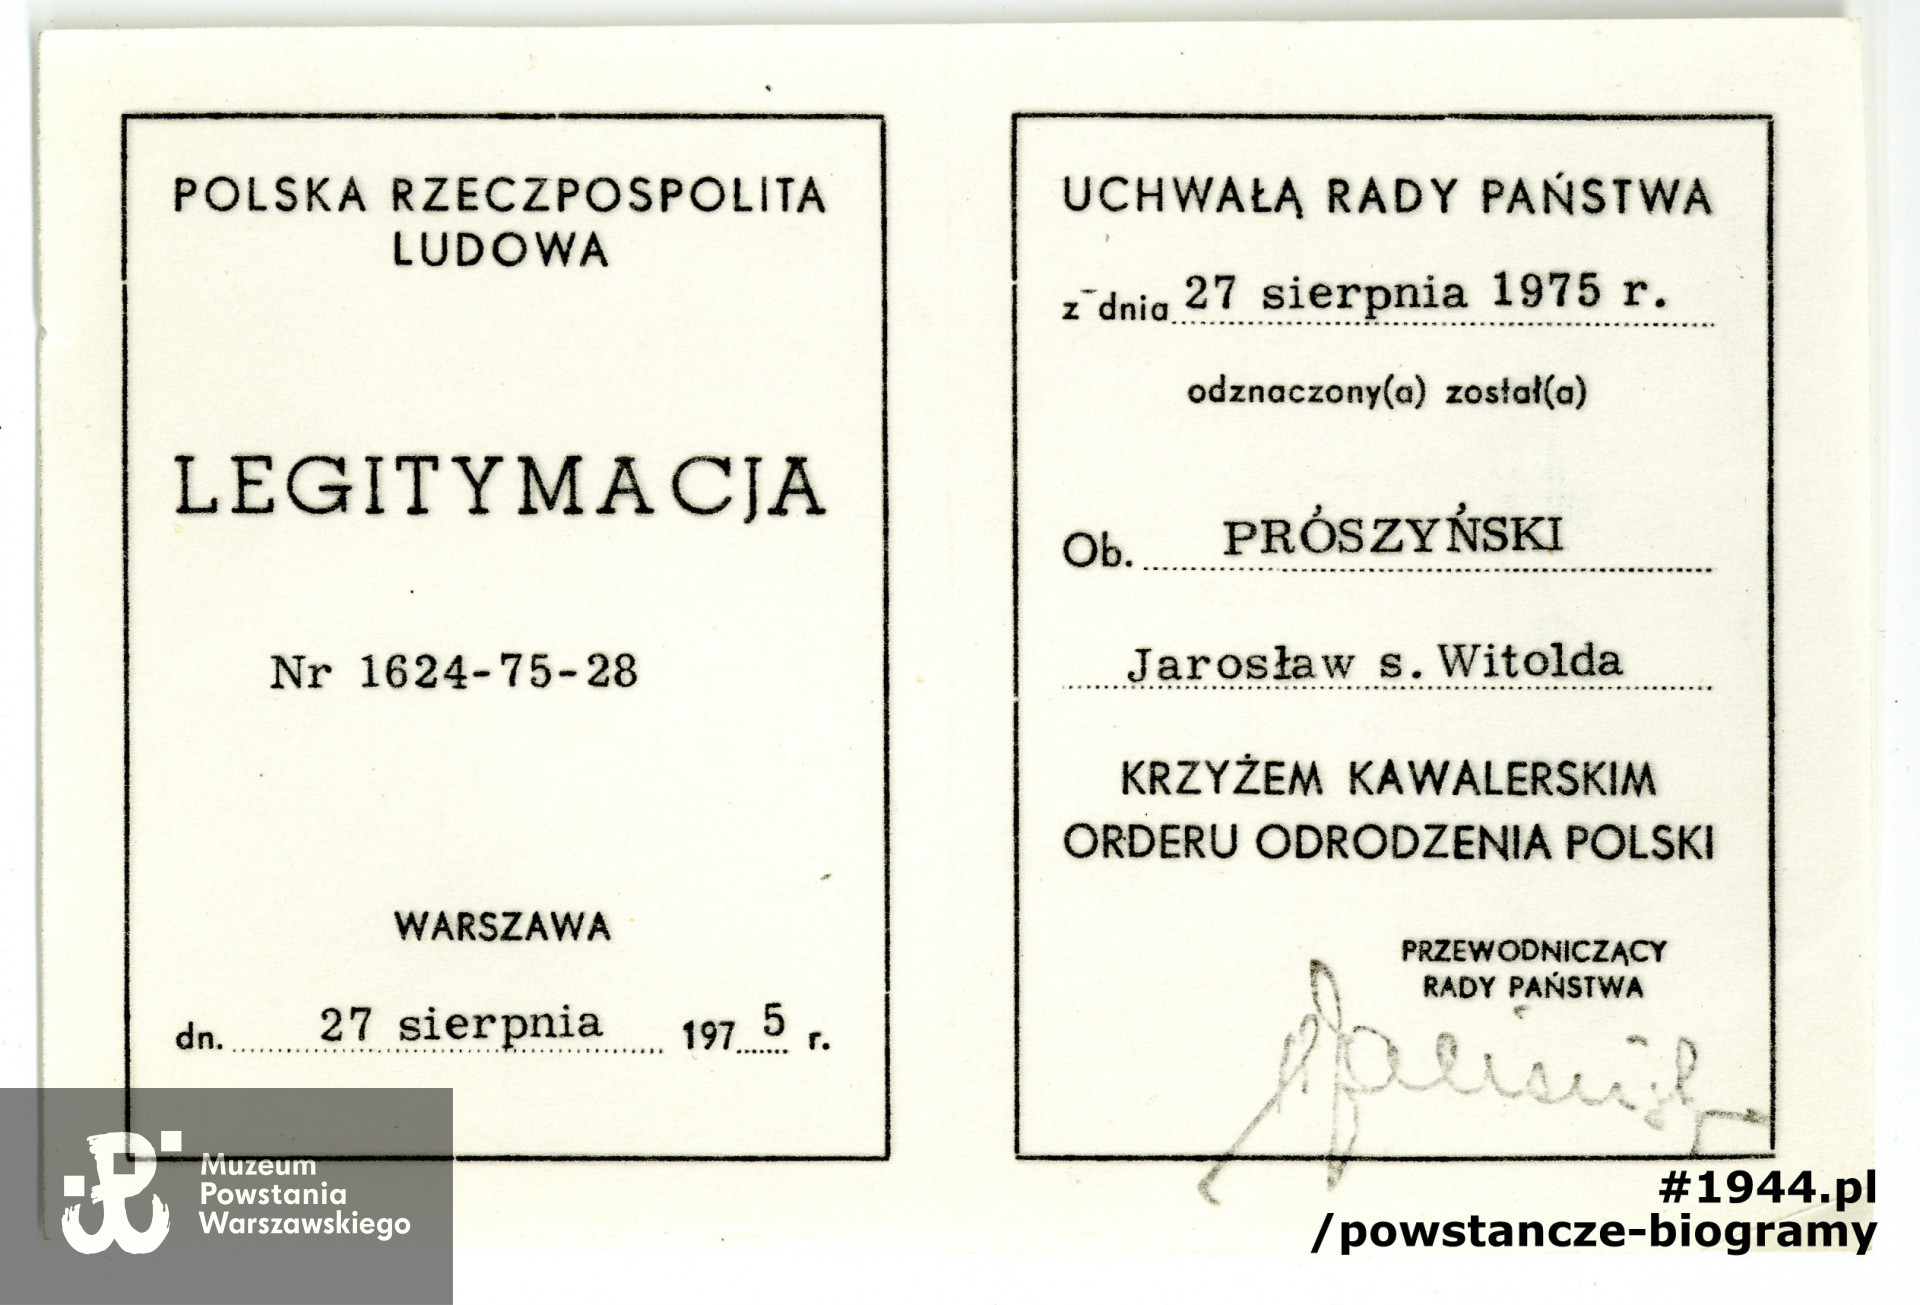 POLSKA RZECZPOSPOLITA
LUDOWA
LEGITYMACJA
Nr 1624-75-28
WARSZAWA
dn. 27 sierpnia 1975 r.
UCHWAŁĄ RADY PAŃSTWA
z dnia 27 sierpnia 1975 r.
odznaczony(a) został(a)
Ob. PRÓSZYŃSKI
Jarosław s. Witolda
KRZYŻEM KAWALERSKIM
ORDERU ODRODZENIA POLSKI
PRZEWODNICZĄCY
RADY PAŃSTWA
Muzeum
Powstania
Warszawskiego
#1944.pl
/powstancze-biogramy